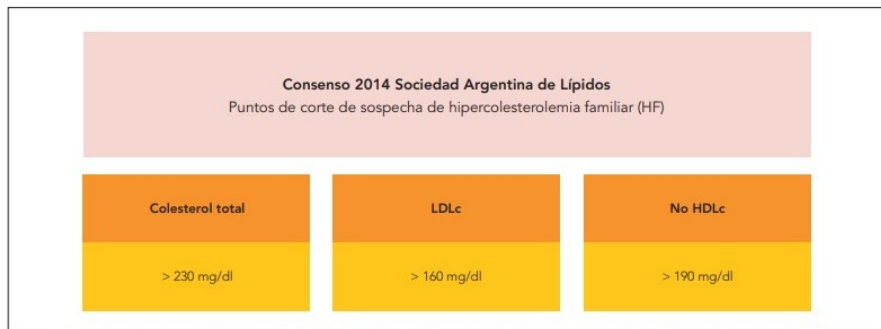 Consenso 2014 Sociedad Argentina de Lípidos
Puntos de corte de sospecha de hipercolesterolemia familiar (HF)
Colesterol total
LDLc
No HDLc
> 230 mg/dl
> 160 mg/dl
> 190 mg/dl